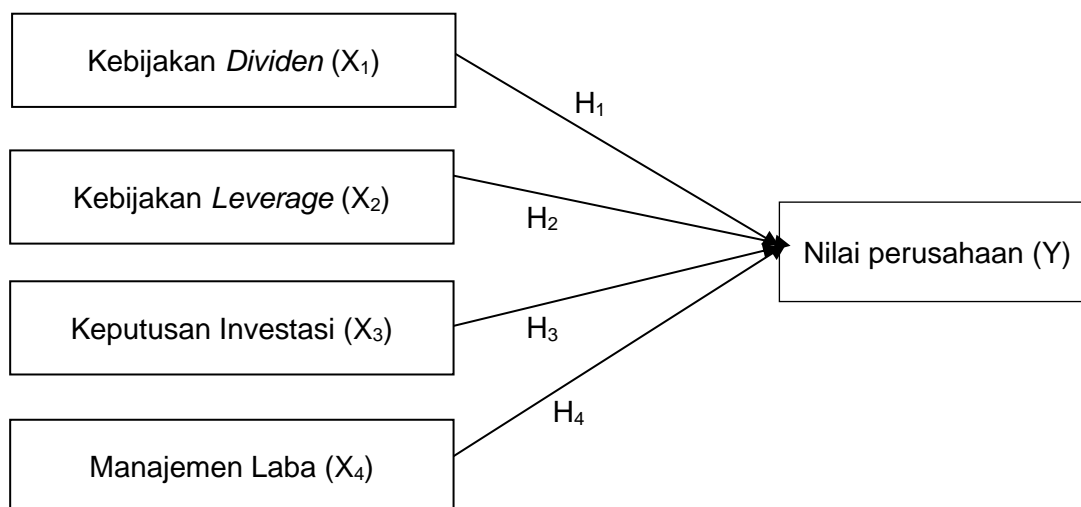 Kebijakan Dividen (X₁)
H₁
Kebijakan Leverage (X₂)
H₂
Nilai perusahaan (Y)
Keputusan Investasi (X₃)
H₃
H₄
Manajemen Laba (X₄)